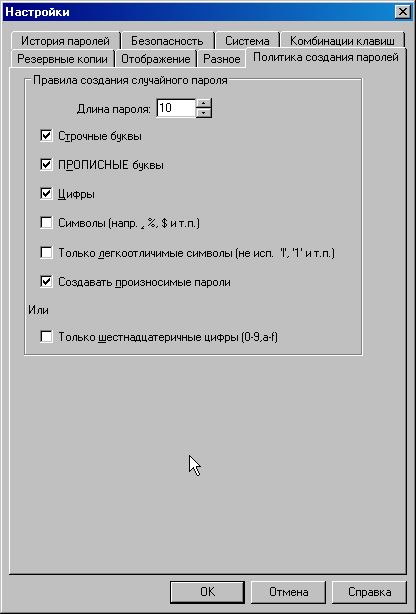 Настройки
История паролей Безопасность Система Комбинации клавиш
Резервные копии Отображение Разное Политика создания паролей
Правила создания случайного пароля
Длина пароля: 10
Строчные буквы
ПРОПИСНЫЕ буквы
Цифры
Символы (напр. , %, $ и т.п.)
Только легкоотличимые символы (не исп. 'l', '1' и т.п.)
Создавать произносимые пароли
Или
Только шестнадцатеричные цифры (0-9,a-f)
OK Отмена Справка